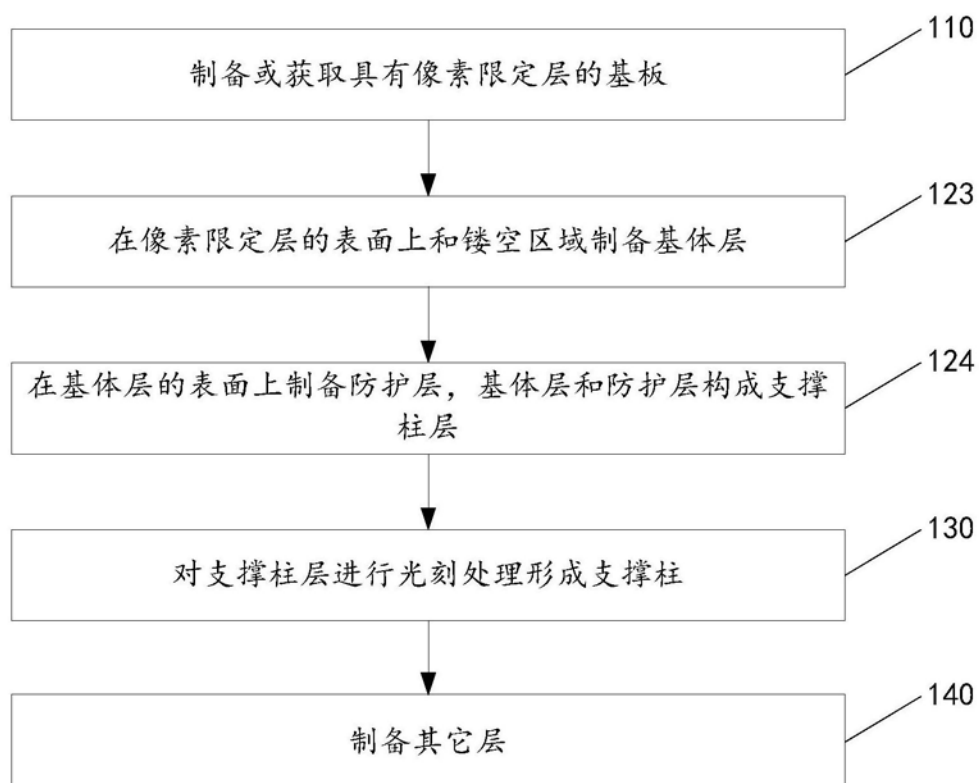 110
制备或获取具有像素限定层的基板
123
在像素限定层的表面上和镂空区域制备基体层
124
在基体层的表面上制备防护层，基体层和防护层构成支撑
柱层
130
对支撑柱层进行光刻处理形成支撑柱
140
制备其它层